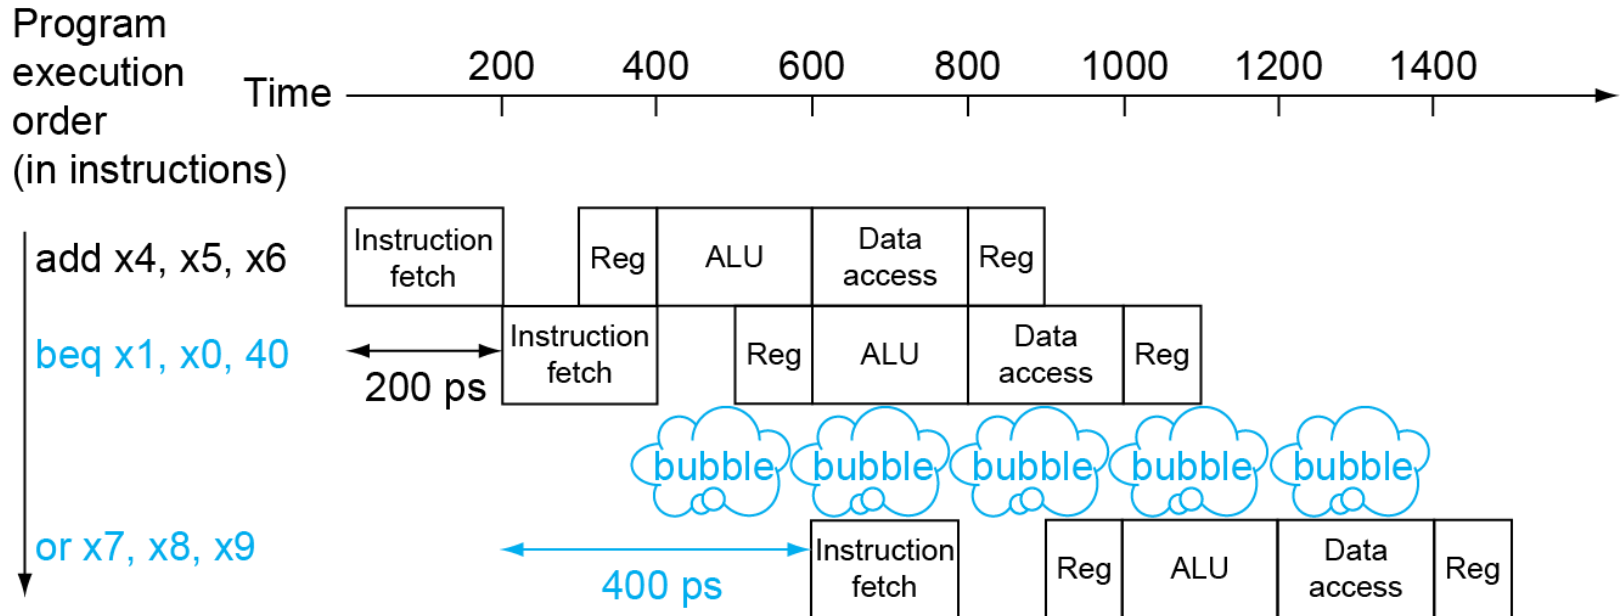 Program
execution
order
(in instructions)
Time
200 400 600 800 1000 1200 1400
add x4, x5, x6
Instruction
fetch
Reg
ALU
Data
access
Reg
beq x1, x0, 40
200 ps
Instruction
fetch
Reg
ALU
Data
access
Reg
bubble bubble bubble bubble bubble
or x7, x8, x9
400 ps
Instruction
fetch
Reg
ALU
Data
access
Reg